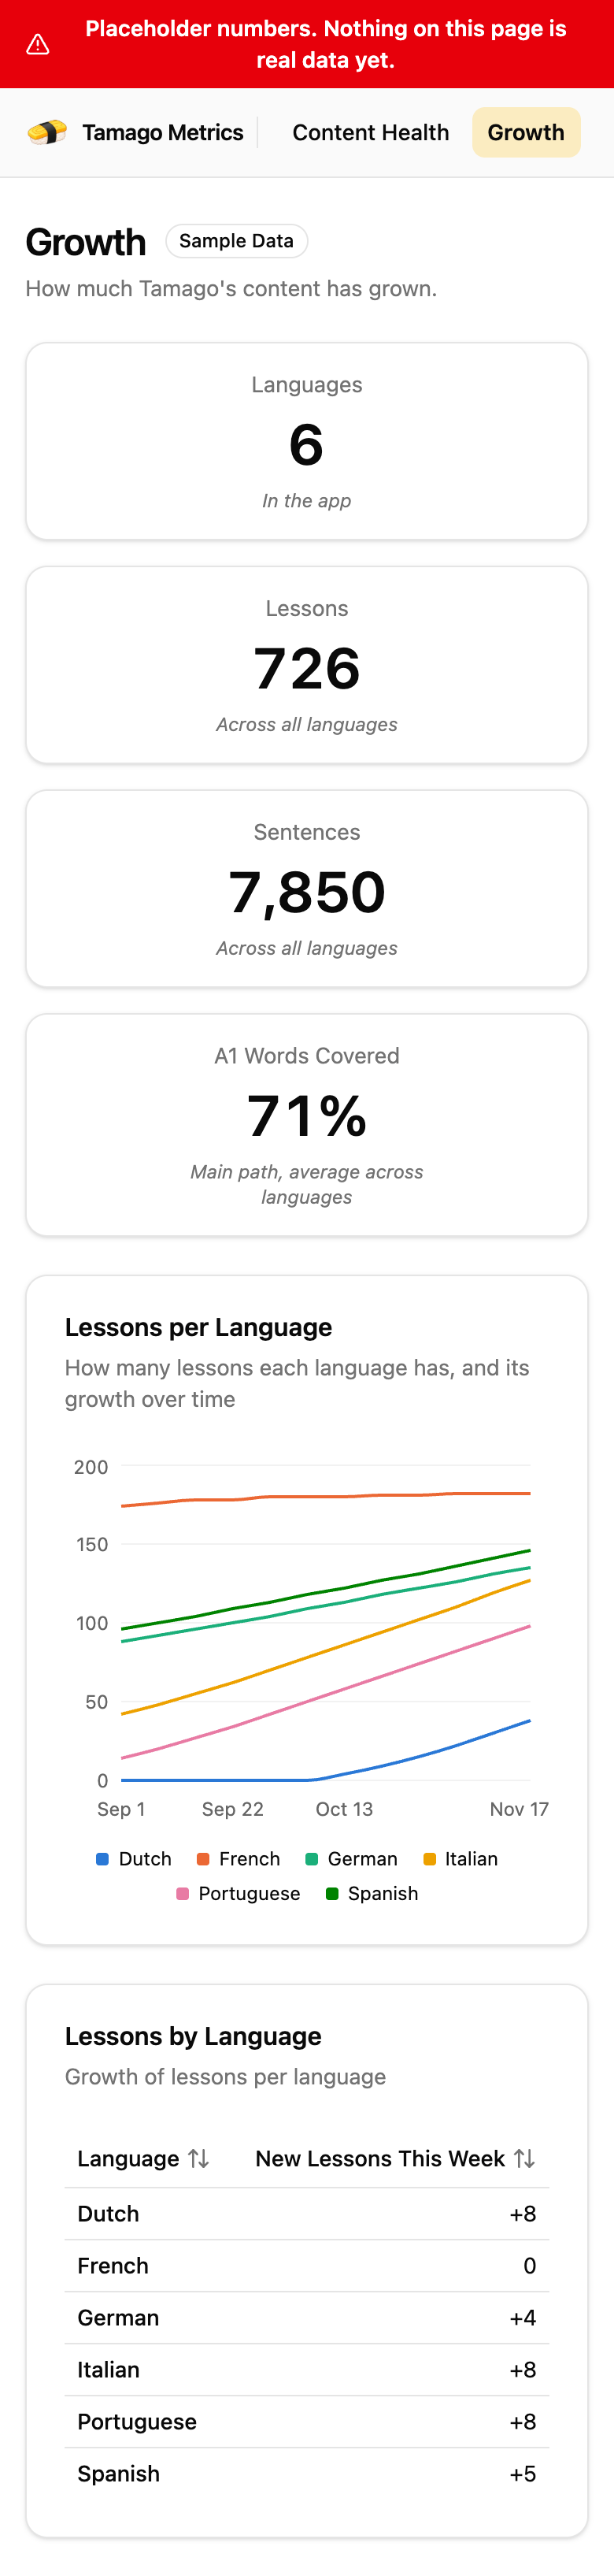 Placeholder numbers. Nothing on this page is
real data yet.
Tamago Metrics
Content Health
Growth
Growth
Sample Data
How much Tamago's content has grown.
Languages
6
In the app
Lessons
726
Across all languages
Sentences
7,850
Across all languages
A1 Words Covered
71%
Main path, average across
languages
Lessons per Language
How many lessons each language has, and its
growth over time
200
150
100
50
0
Sep 1 Sep 22 Oct 13 Nov 17
Dutch French German Italian
Portuguese Spanish
Lessons by Language
Growth of lessons per language
Language New Lessons This Week
Dutch +8
French 0
German +4
Italian +8
Portuguese +8
Spanish +5